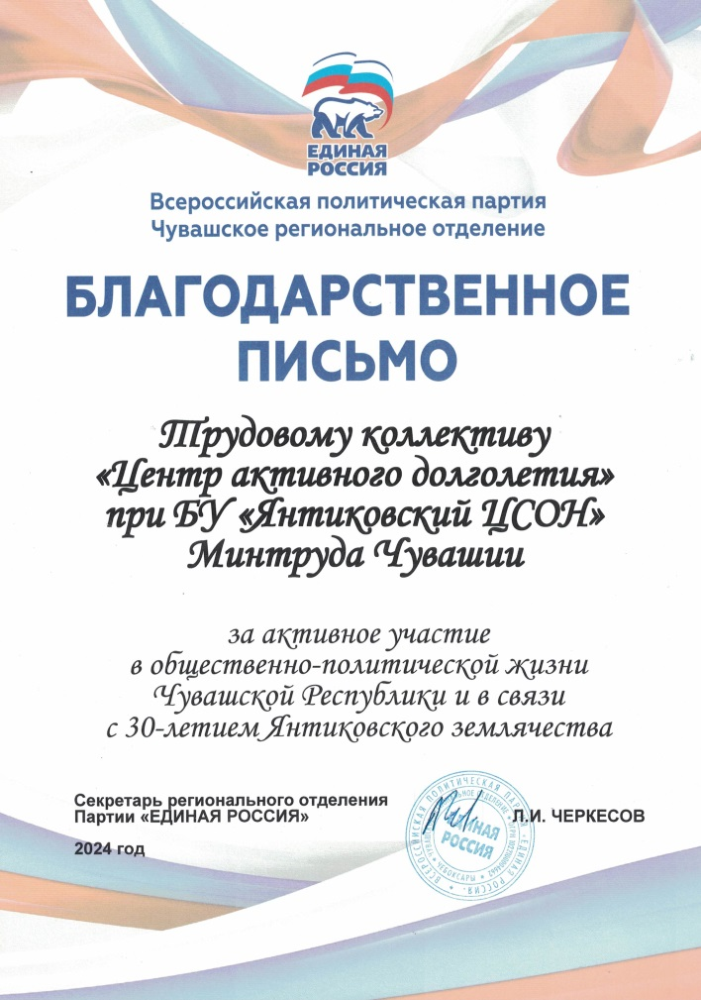 ЕДИНАЯ
РОССИЯ
Всероссийская политическая партия
Чувашское региональное отделение
БЛАГОДАРСТВЕННОЕ
ПИСЬМО
Трудовому коллективу
«Центр активного долголетия»
при БУ «Янтиковский ЦСОН»
Минтруда Чувашии
за активное участие
в общественно-политической жизни
Чувашской Республики и в связи
с 30-летием Янтиковского землячества
Секретарь регионального отделения
Партии «ЕДИНАЯ РОССИЯ»
Л.И. ЧЕРКЕСОВ
2024 год
ВСЕРОССИЙСКАЯ ПОЛИТИЧЕСКАЯ ПАРТИЯ «ЕДИНАЯ РОССИЯ»
ЧЕБОКСАРЫ
ЕДИНАЯ
РОССИЯ